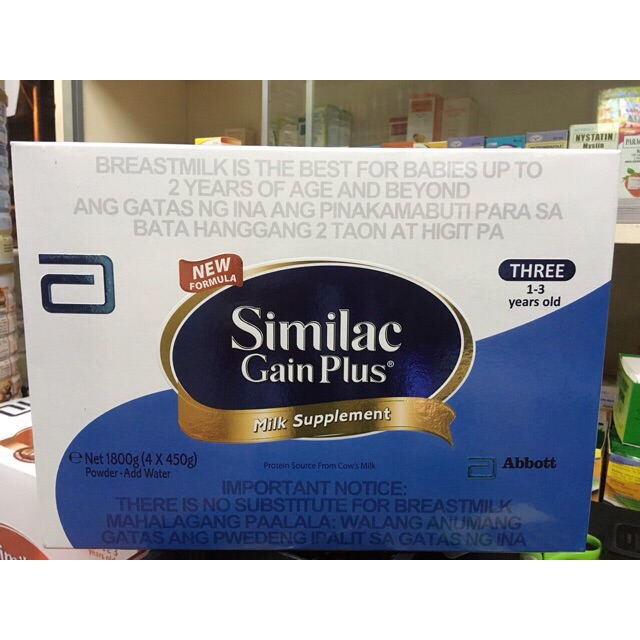 BREASTMILK IS THE BEST FOR BABIES UP TO
2 YEARS OF AGE AND BEYOND
ANG GATAS NG INA ANG PINAKAMABUTI PARA SA
BATA HANGGANG 2 TAON AT HIGIT PA
NEW
FORMULA
THREE
1-3
years old
Similac
Gain Plus®
Milk Supplement
℮ Net 1800g (4 X 450g)
Powder-Add Water
Protein Source From Cow's Milk
Abbott
IMPORTANT NOTICE:
THERE IS NO SUBSTITUTE FOR BREASTMILK
MAHALAGANG PAALALA: WALANG ANUMANG
GATAS ANG PWEDENG IPALIT SA GATAS NG INA
NYSTATIN